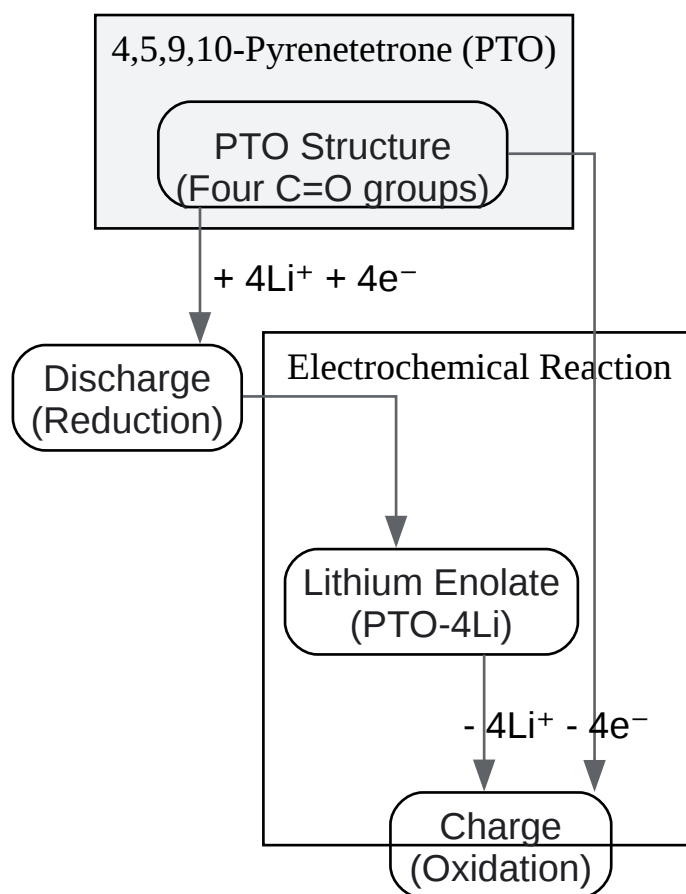 4,5,9,10-Pyrenetetrone (PTO)
PTO Structure
(Four C=O groups)
+ 4Li⁺ + 4e⁻
Discharge
(Reduction)
Electrochemical Reaction
Lithium Enolate
(PTO-4Li)
- 4Li⁺ - 4e⁻
Charge
(Oxidation)